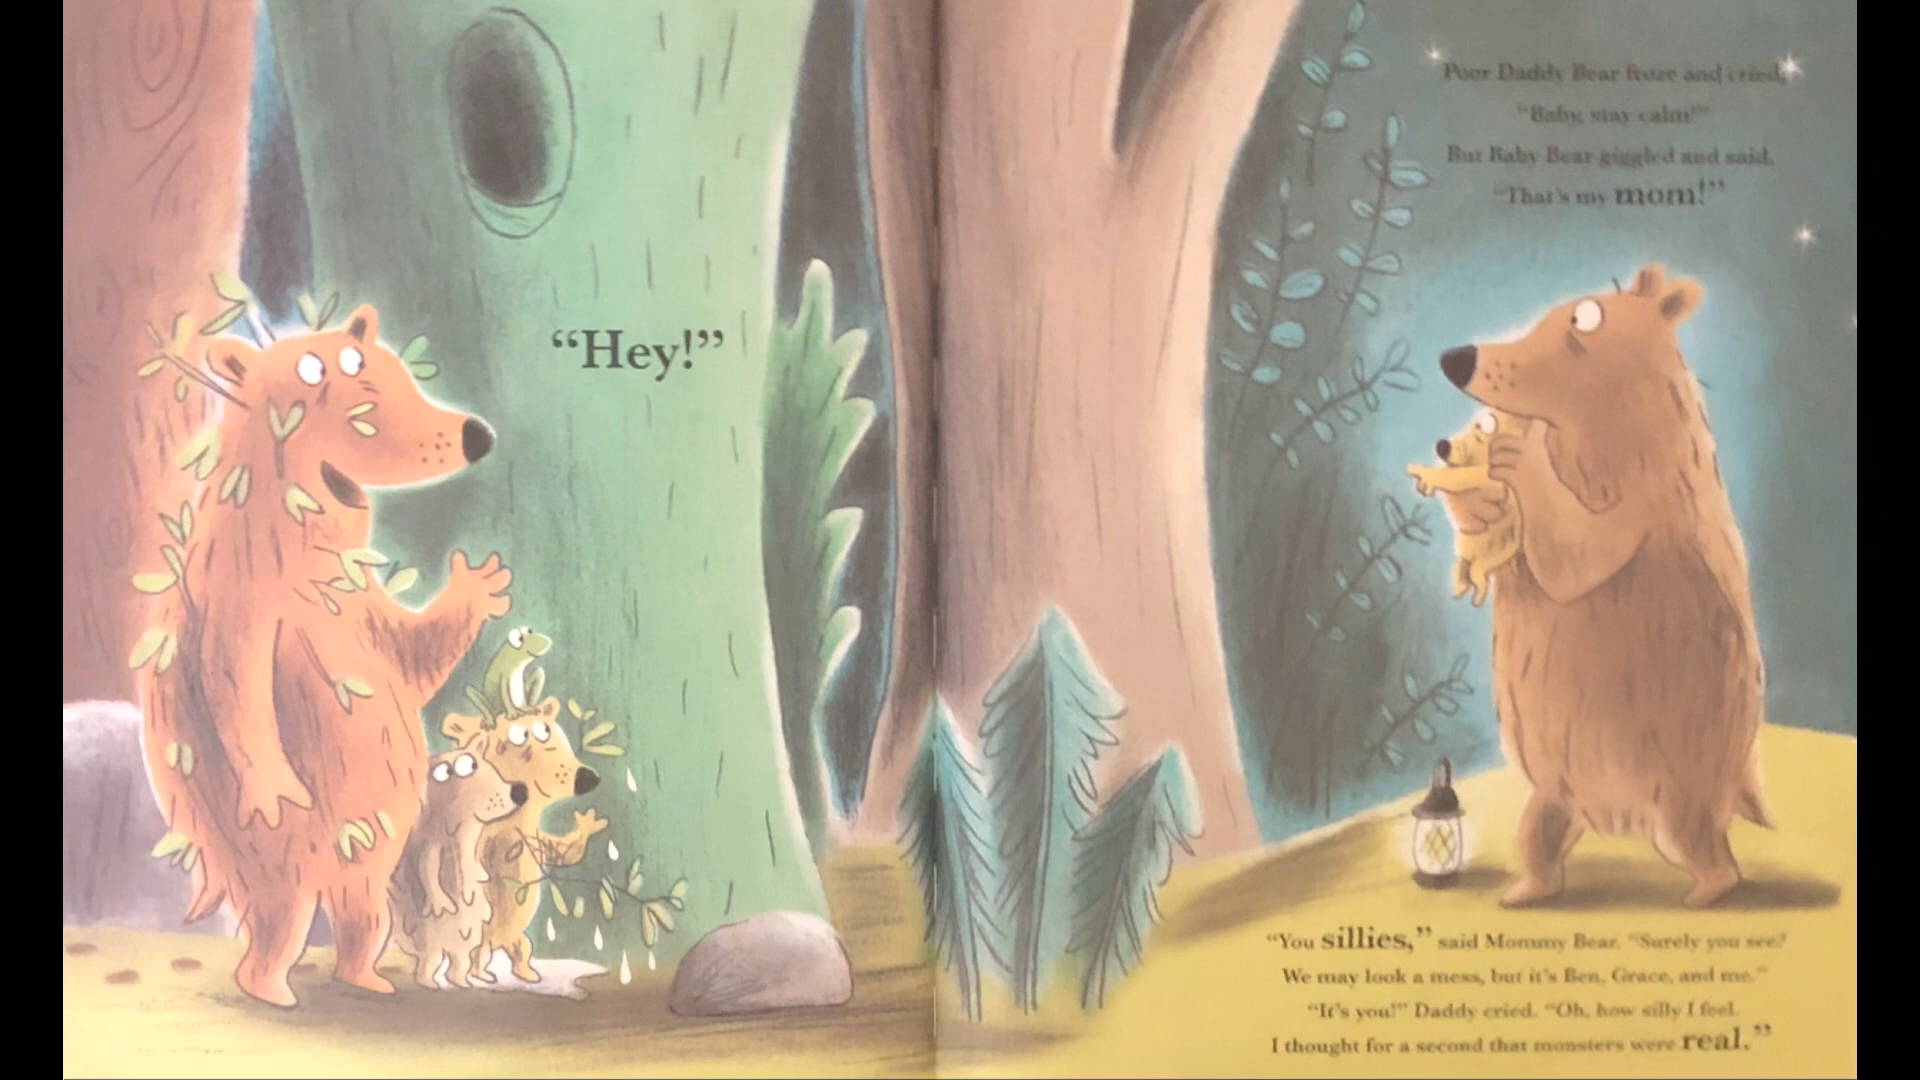 “Hey!”
Poor Daddy Bear froze and cried,
“Baby, stay calm!”
But Baby Bear giggled and said,
“That’s my mom!”
“You sillies,” said Mommy Bear. “Surely you see?
We may look a mess, but it’s Ben, Grace, and me.”
“It’s you!” Daddy cried. “Oh, how silly I feel.
I thought for a second that monsters were real.”